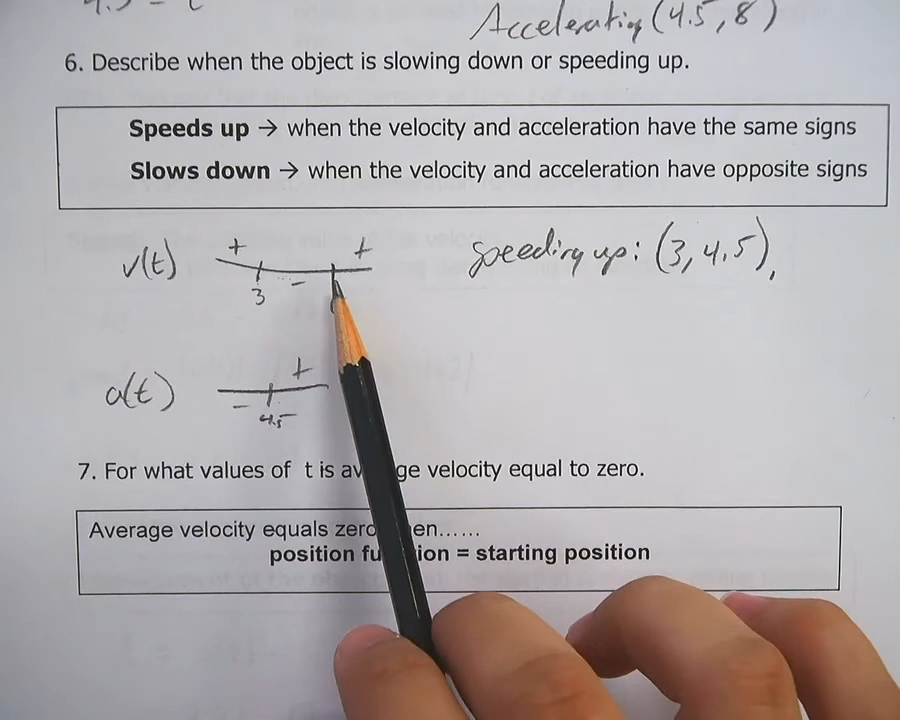 Accelerating (4.5, 8)
6. Describe when the object is slowing down or speeding up.
Speeds up → when the velocity and acceleration have the same signs
Slows down → when the velocity and acceleration have opposite signs
v(t) + 3 - +
speeding up: (3, 4.5),
a(t) - 4.5 +
7. For what values of t is ge velocity equal to zero.
Average velocity equals zero en……
position fu ion = starting position